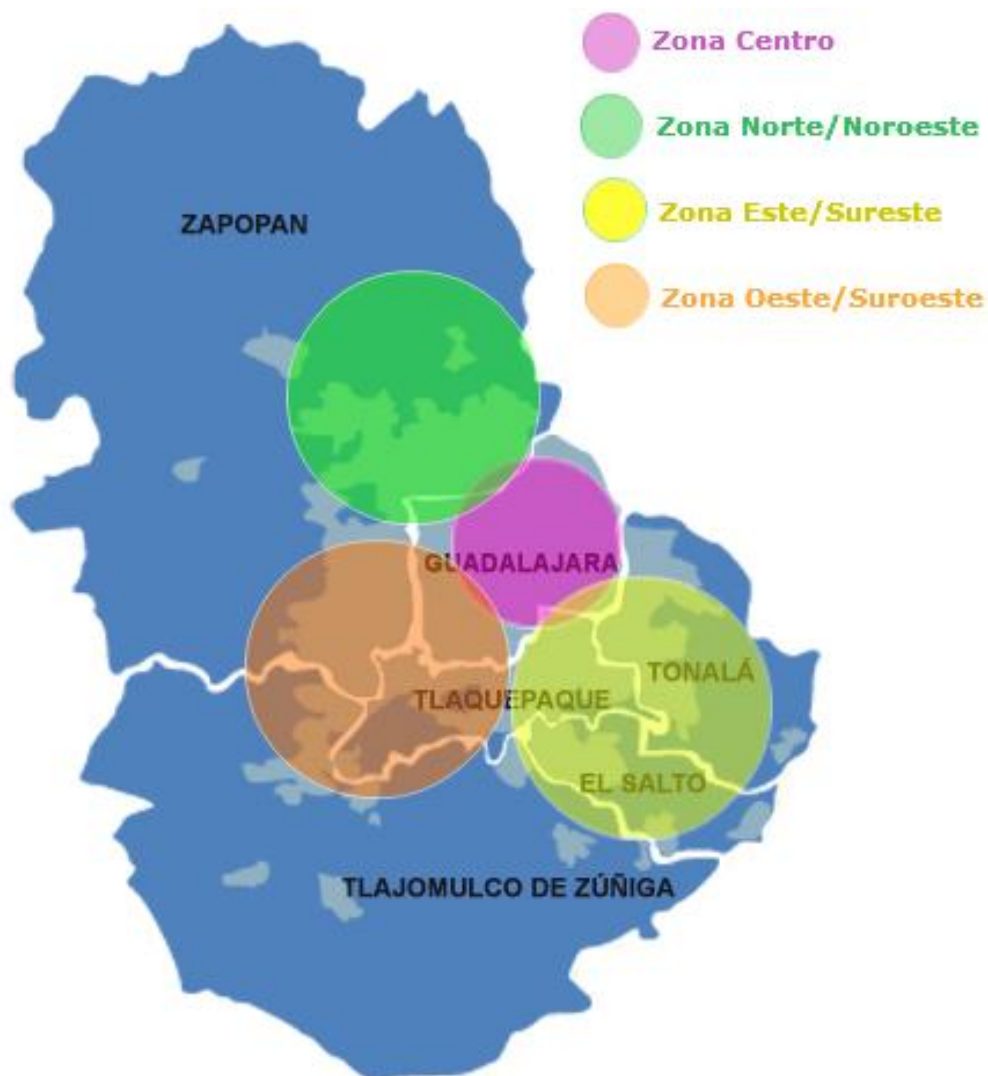 Zona Centro
Zona Norte/Noroeste
Zona Este/Sureste
ZAPOPAN
Zona Oeste/Suroeste
GUADALAJARA
TONALÁ
TLAQUEPAQUE
EL SALTO
TLAJOMULCO DE ZÚÑIGA